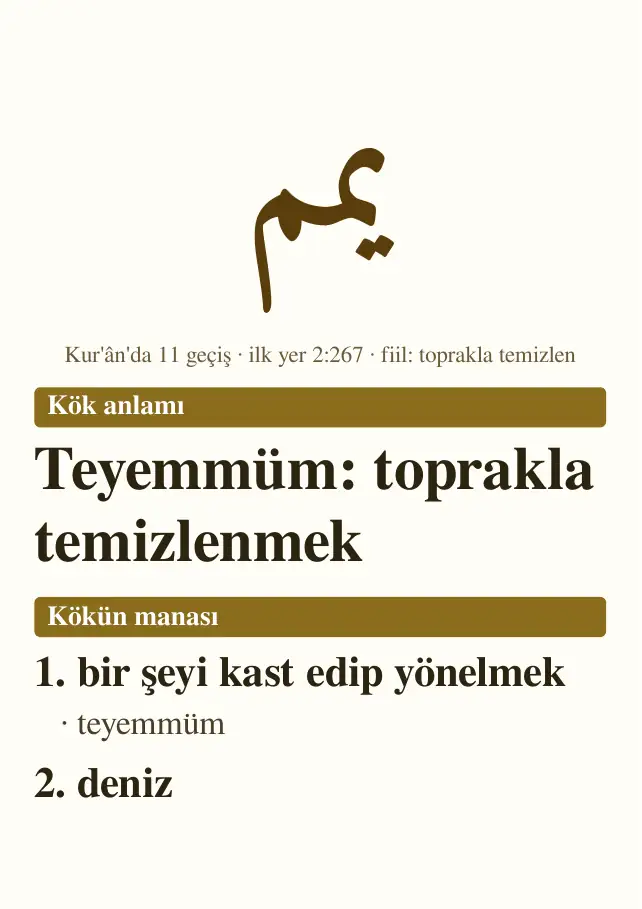 يمم
Kur'ân'da 11 geçiş · ilk yer 2:267 · fiil: toprakla temizlen
Kök anlamı
Teyemmüm: toprakla
temizlenmek
Kökün manası
1. bir şeyi kast edip yönelmek
· teyemmüm
2. deniz